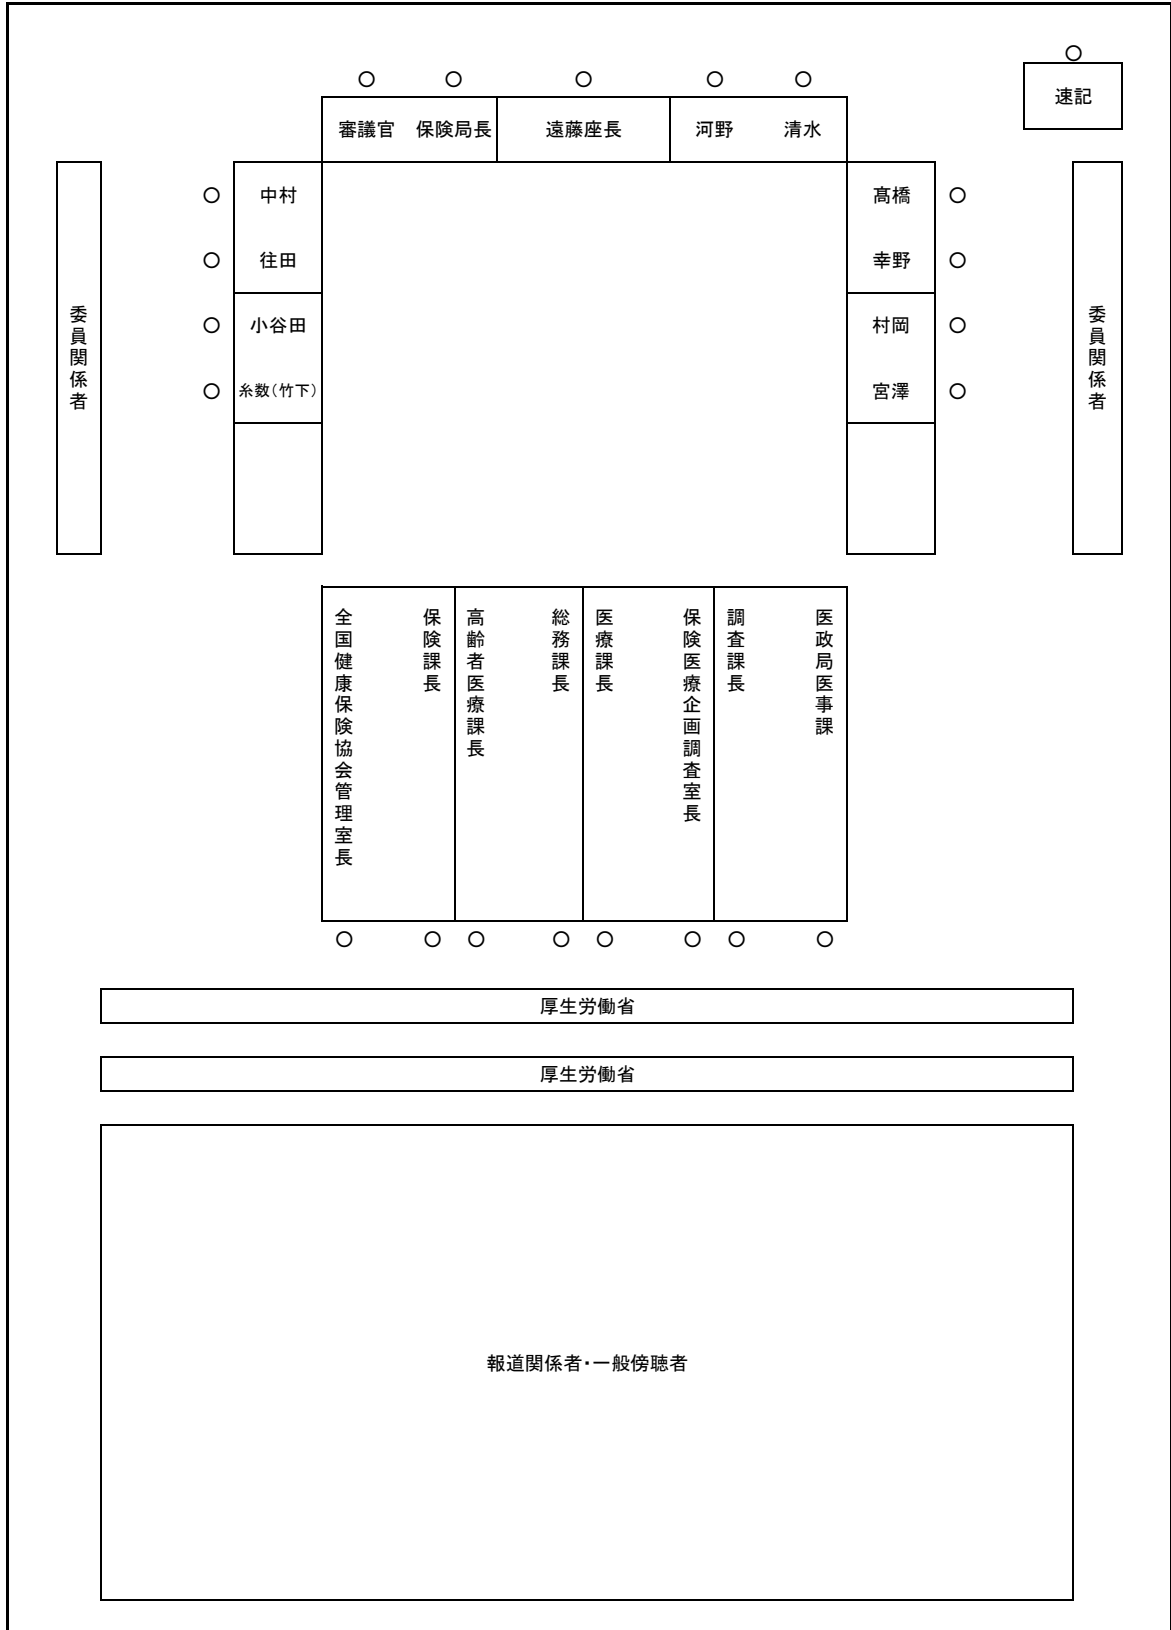 速記
審議官 保険局長 遠藤座長 河野 清水
中村
髙橋
往田
幸野
小谷田
村岡
糸数(竹下)
宮澤
委員関係者
委員関係者
全国健康保険協会管理室長
保険課長
高齢者医療課長
総務課長
医療課長
保険医療企画調査室長
調査課長
医政局医事課
厚生労働省
厚生労働省
報道関係者・一般傍聴者